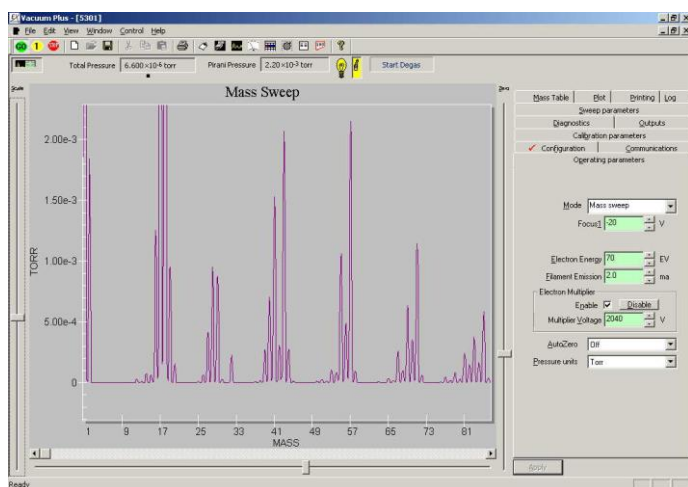 Vacuum Plus - [5301]
File Edit View Window Control Help
GO 1 STOP
Total Pressure 6.600 ×10-6 torr Pirani Pressure 2.20 ×10-3 torr Start Degas
Scale
Zero
Mass Sweep
TORR
2.00e-3
1.50e-3
1.00e-3
5.00e-4
0
1 9 17 25 33 41 49 57 65 73 81
MASS
Mass Table Plot Printing Log
Sweep parameters
Diagnostics Outputs
Calibration parameters
Configuration Communications
Operating parameters
Mode Mass sweep
Focus1 -20 V
Electron Energy 70 EV
Filament Emission 2.0 ma
Electron Multiplier
Enable Disable
Multiplier Voltage 2040 V
AutoZero Off
Pressure units Torr
Apply
Ready